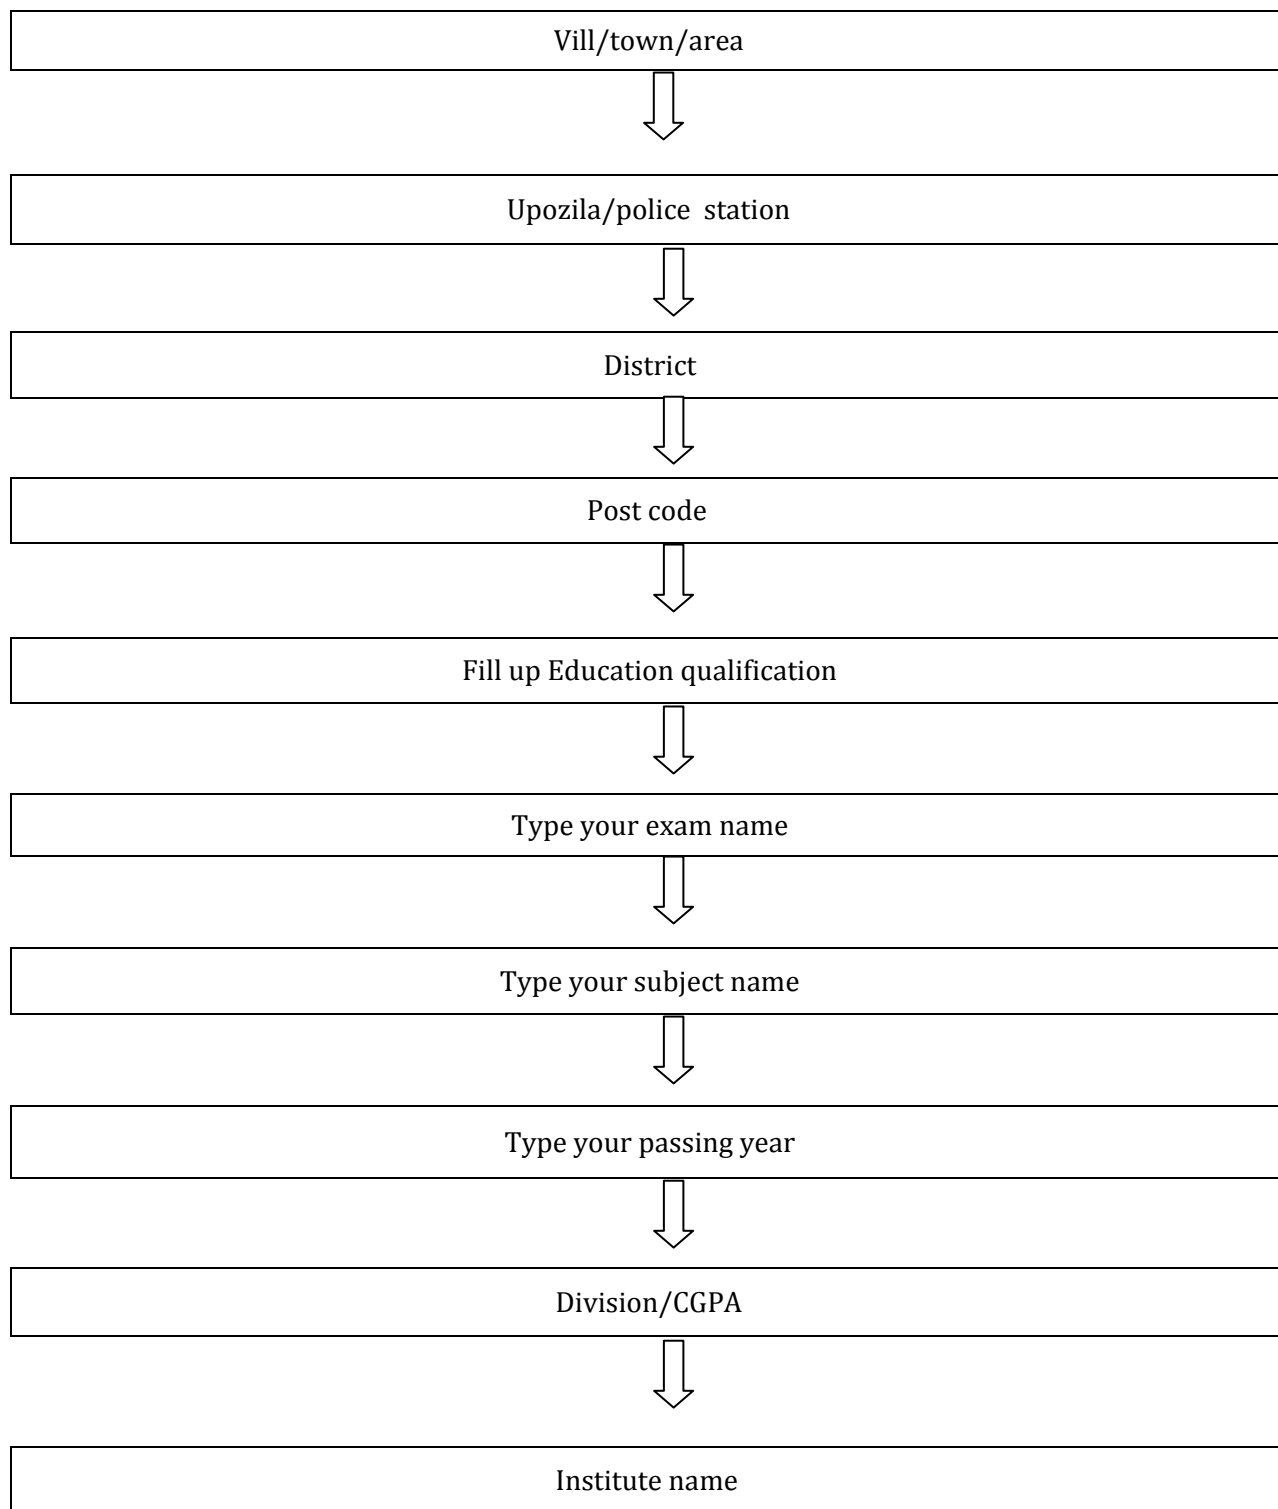 Vill/town/area
Upozila/police  station
District
Post code
Fill up Education qualification
Type your exam name
Type your subject name
Type your passing year
Division/CGPA
Institute name